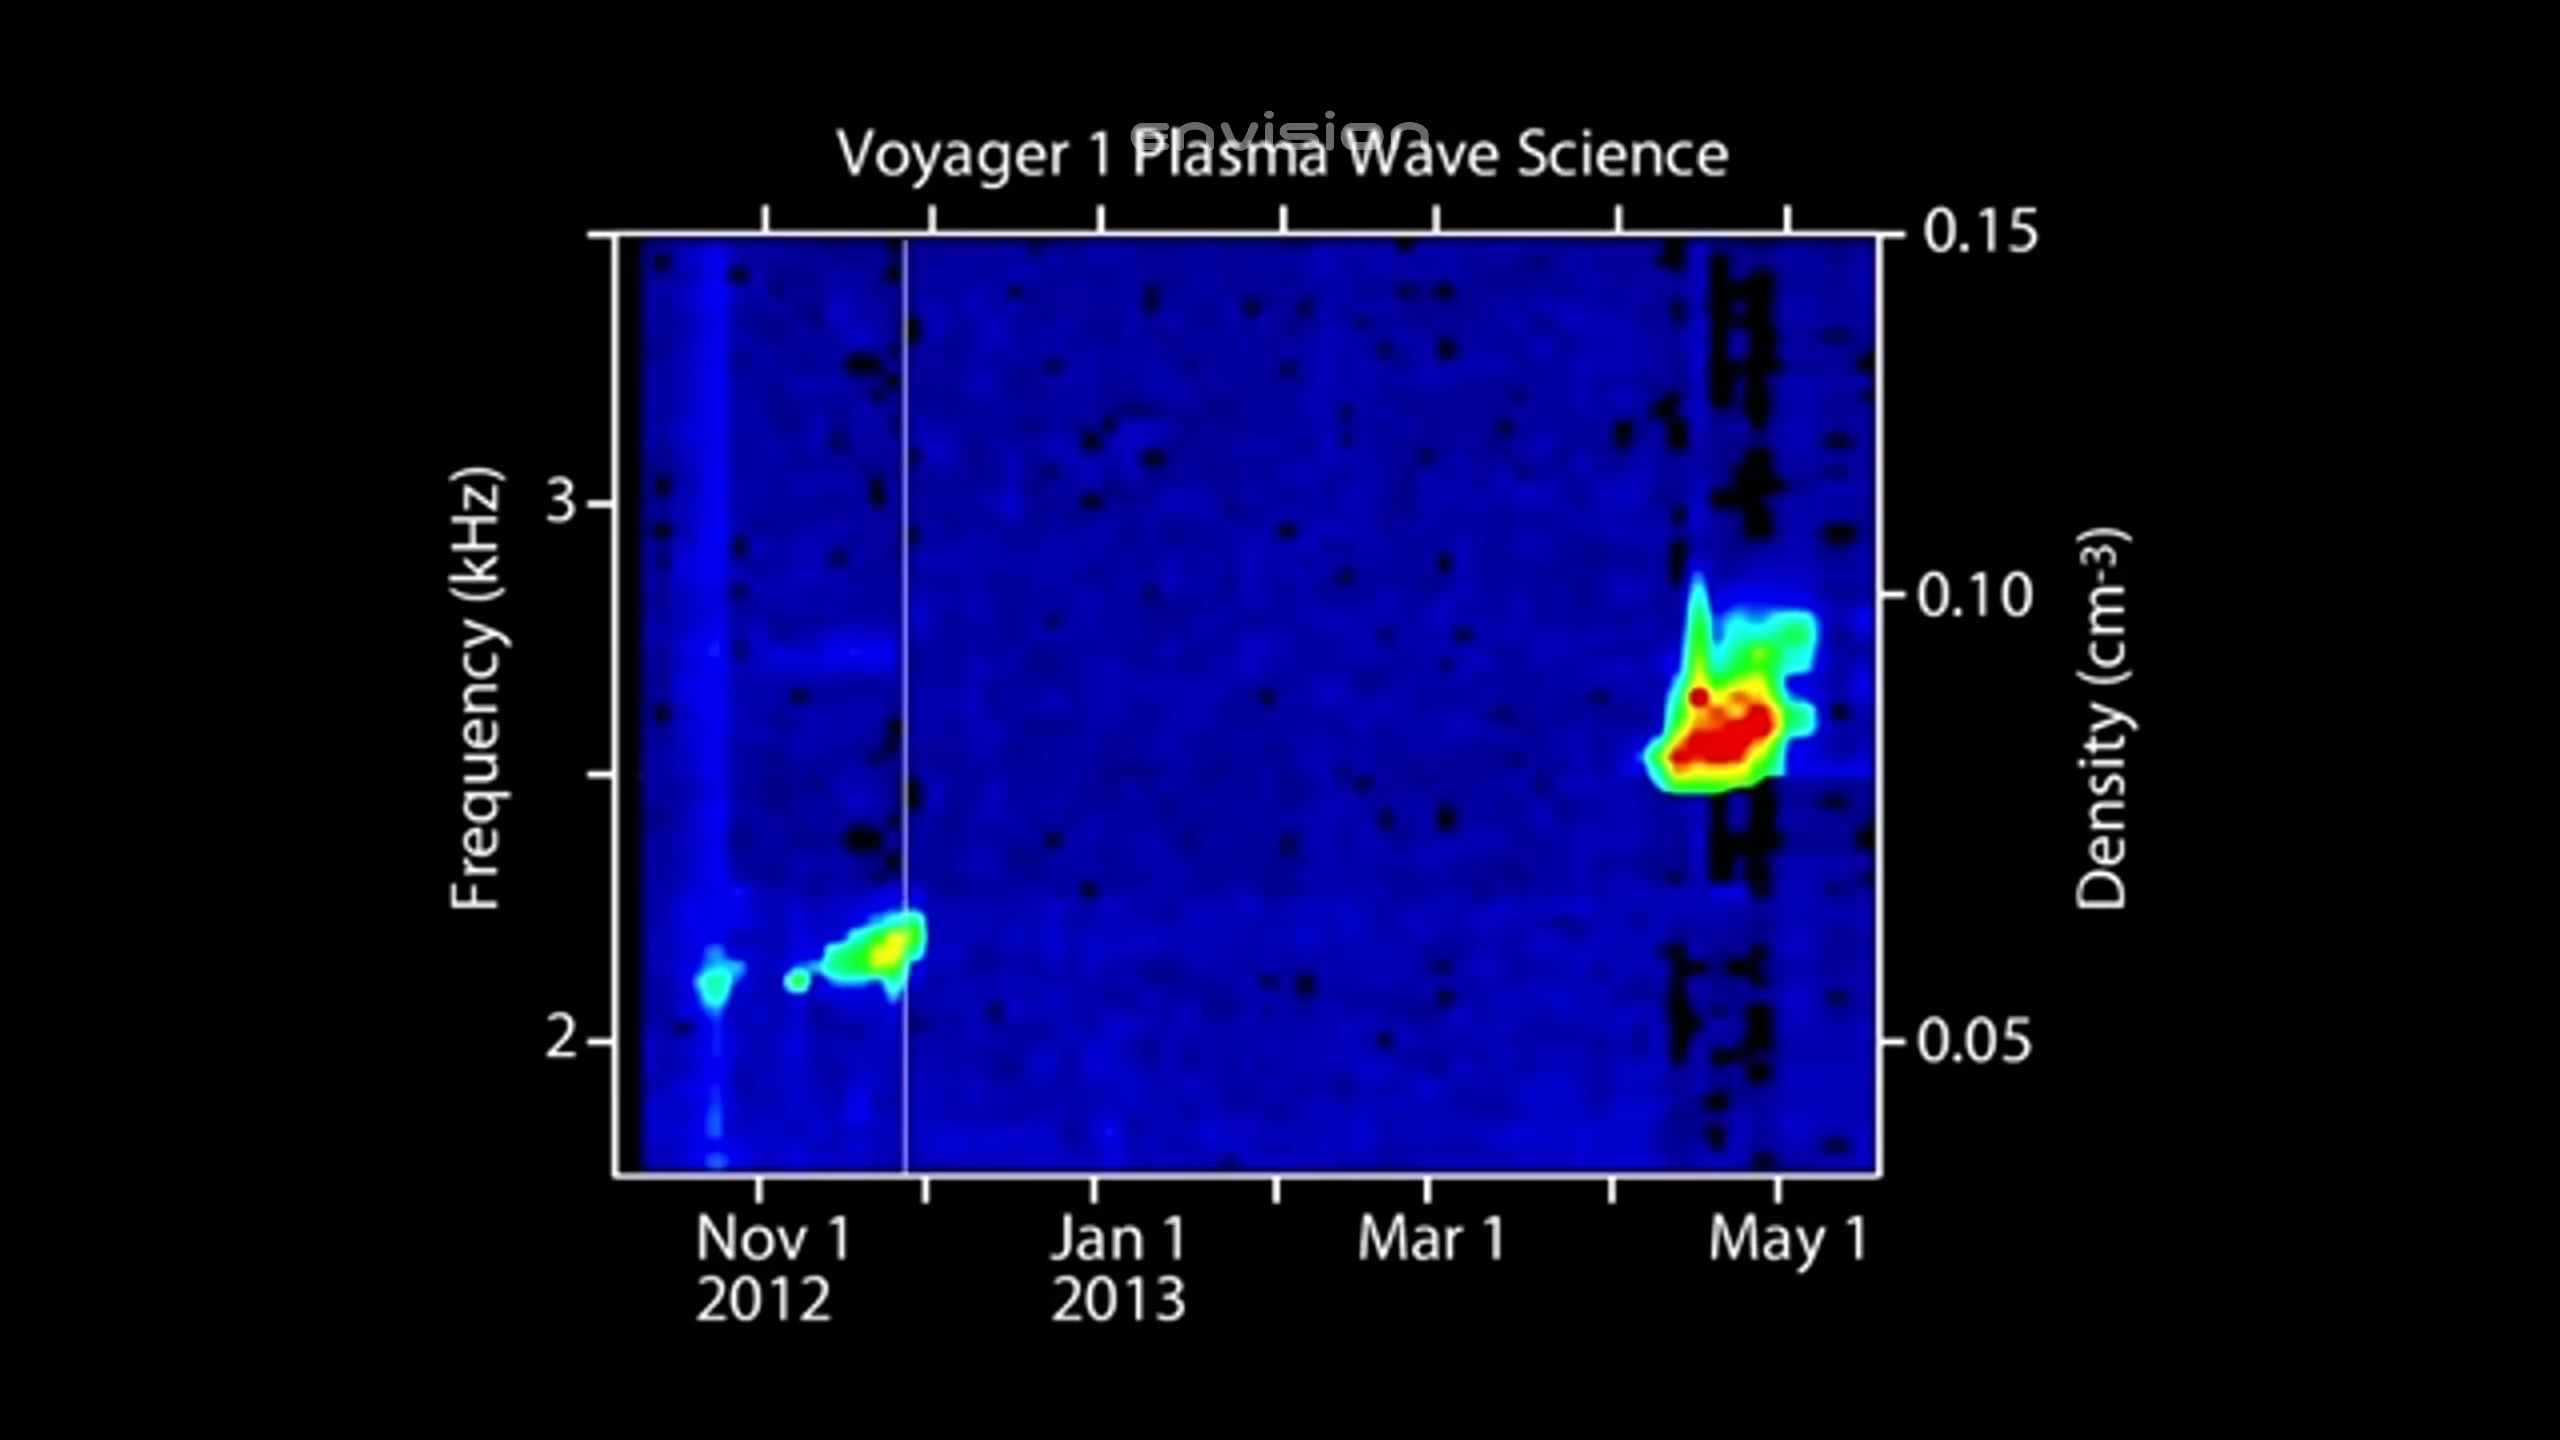 envision
Voyager 1 Plasma Wave Science
0.15
3
Frequency (kHz)
0.10
Density (cm-3)
2
0.05
Nov 1
2012
Jan 1
2013
Mar 1
May 1